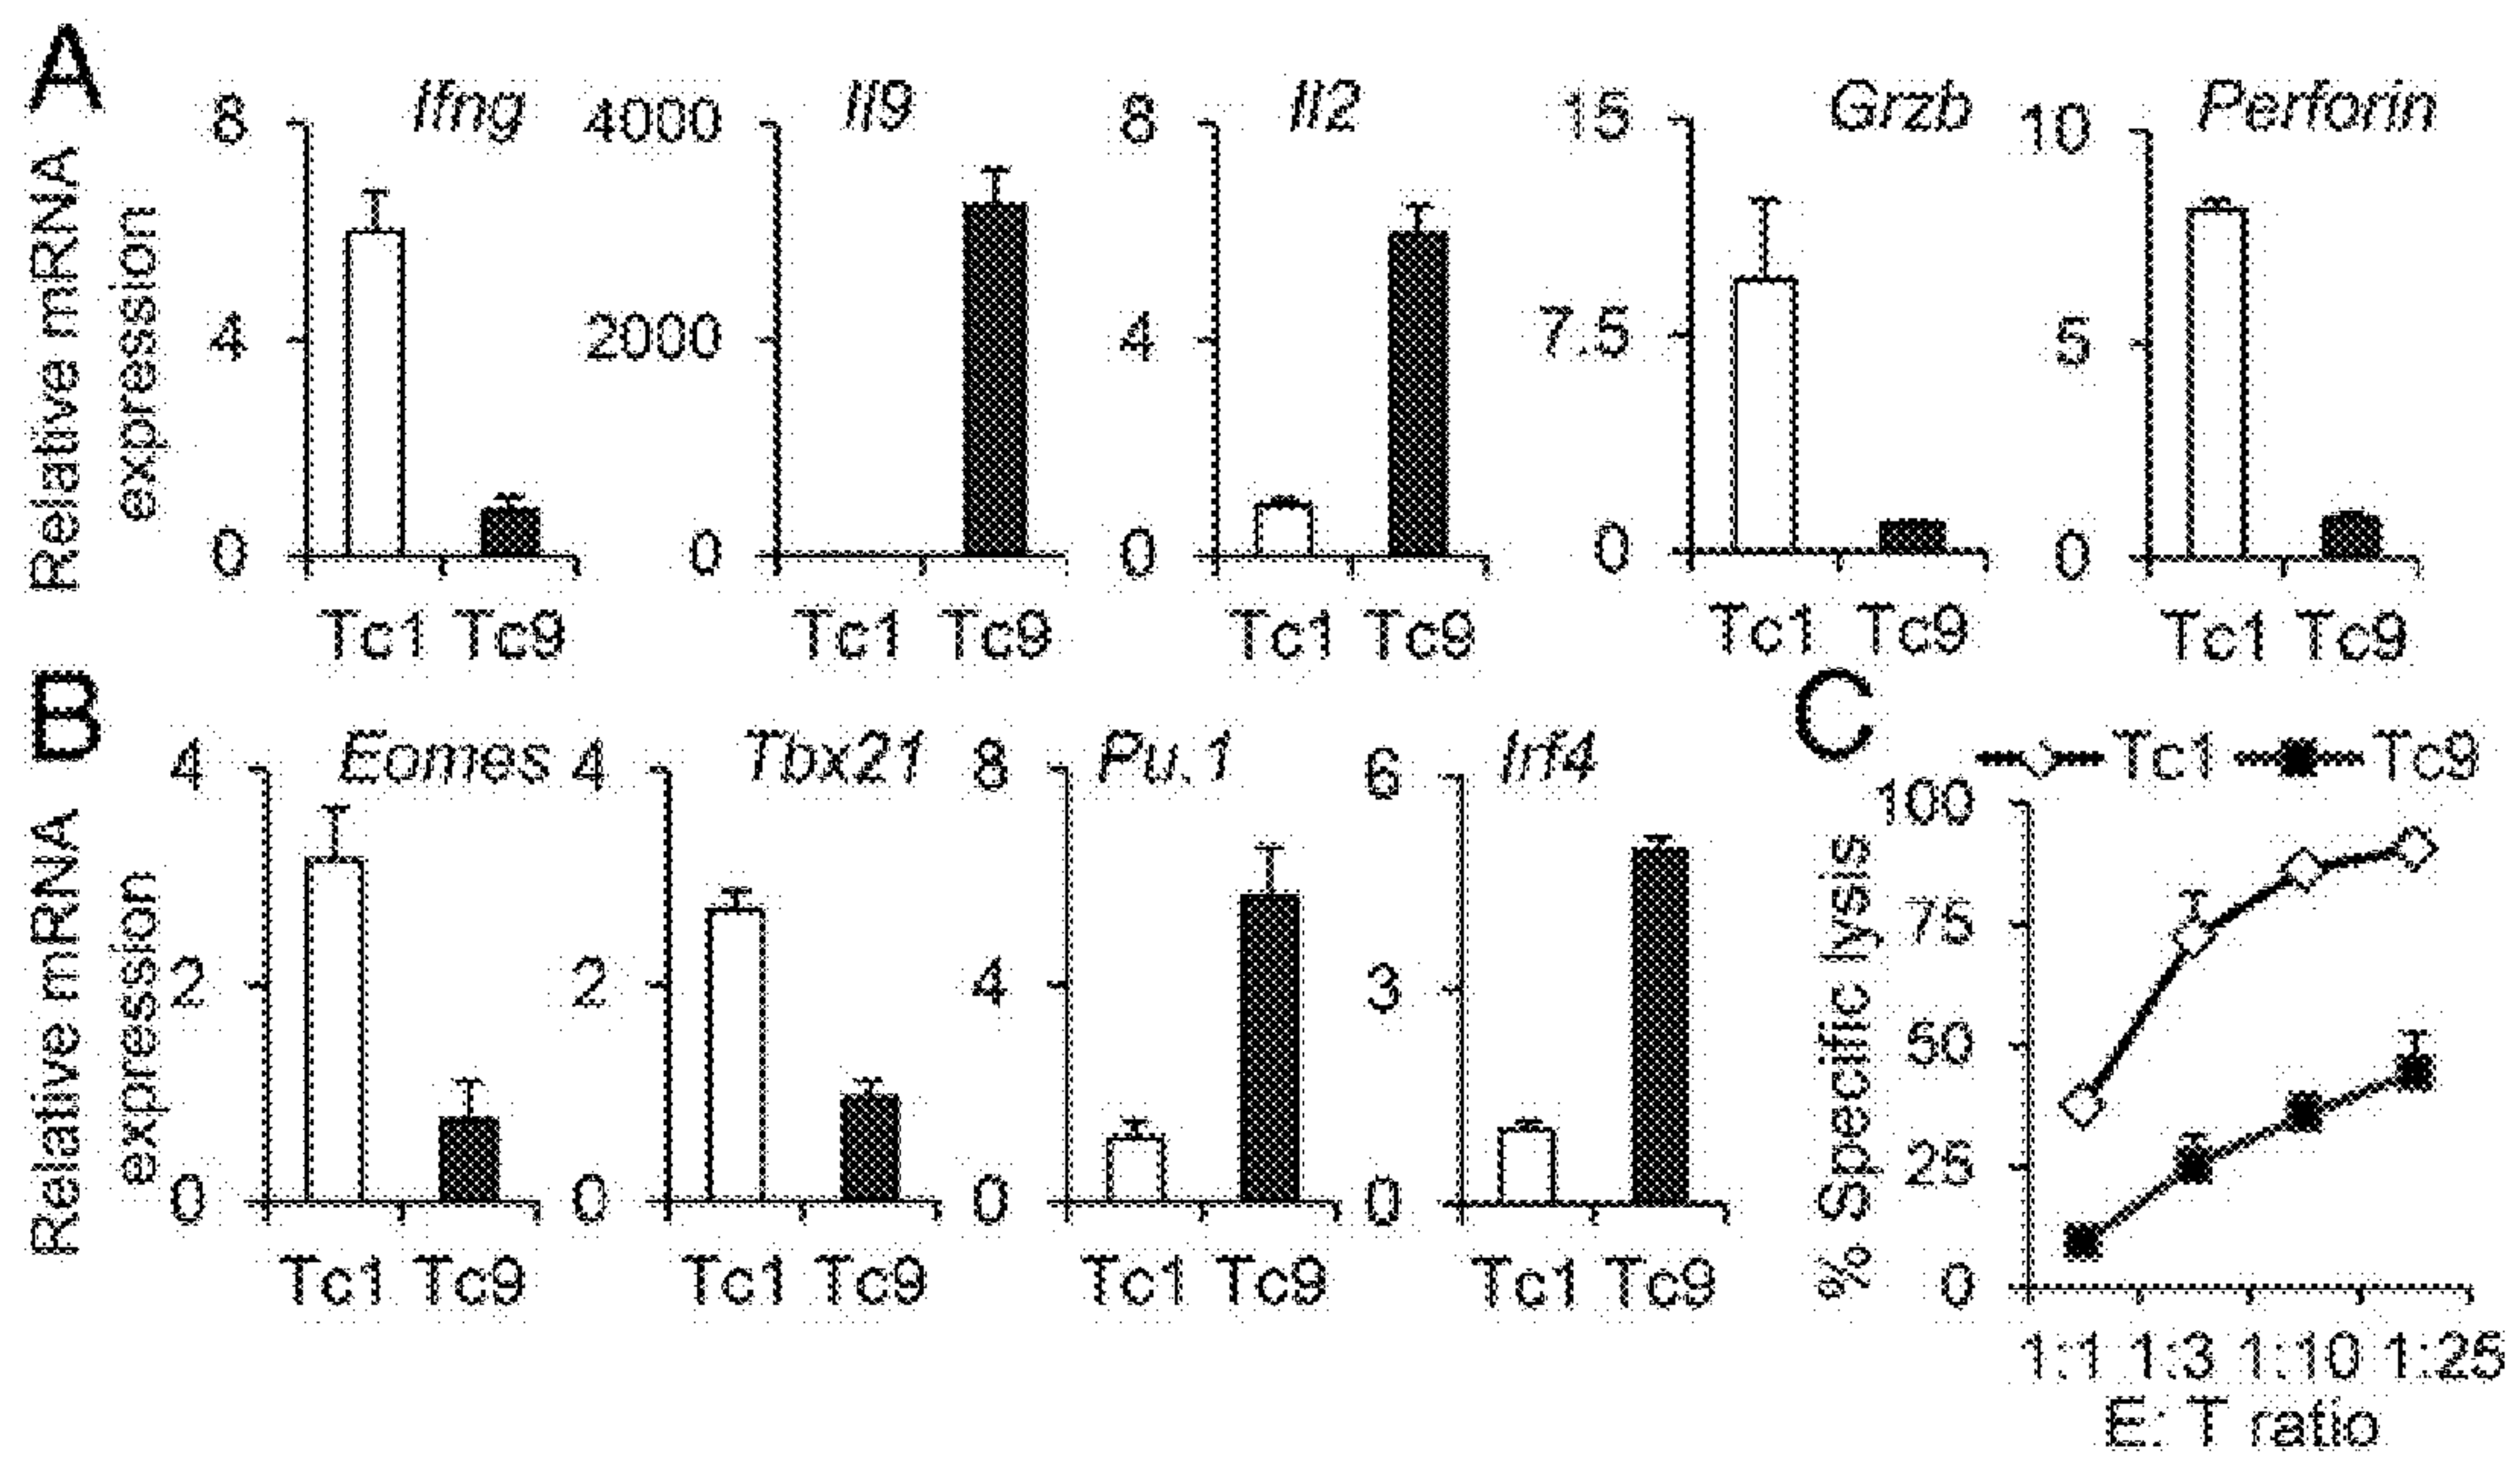 A
Relative mRNA
expression
Ifng
8
4
0
Tc1 Tc9
Il9
4000
2000
0
Tc1 Tc9
Il2
8
4
0
Tc1 Tc9
Grzb
15
7.5
0
Tc1 Tc9
Perforin
10
5
0
Tc1 Tc9
B
Relative mRNA
expression
Eomes
4
2
0
Tc1 Tc9
Tbx21
4
2
0
Tc1 Tc9
Pu.1
8
4
0
Tc1 Tc9
Irf4
6
3
0
Tc1 Tc9
C
Tc1 Tc9
% Specific lysis
100
75
50
25
0
1:1 1:3 1:10 1:25
E: T ratio